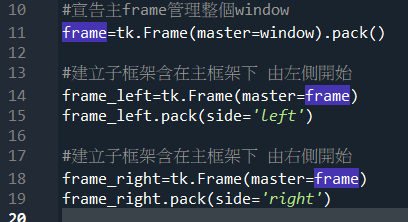 10 #宣告主frame管理整個window
11 frame=tk.Frame(master=window).pack()
12
13 #建立子框架含在主框架下 由左側開始
14 frame_left=tk.Frame(master=frame)
15 frame_left.pack(side='left')
16
17 #建立子框架含在主框架下 由右側開始
18 frame_right=tk.Frame(master=frame)
19 frame_right.pack(side='right')
20